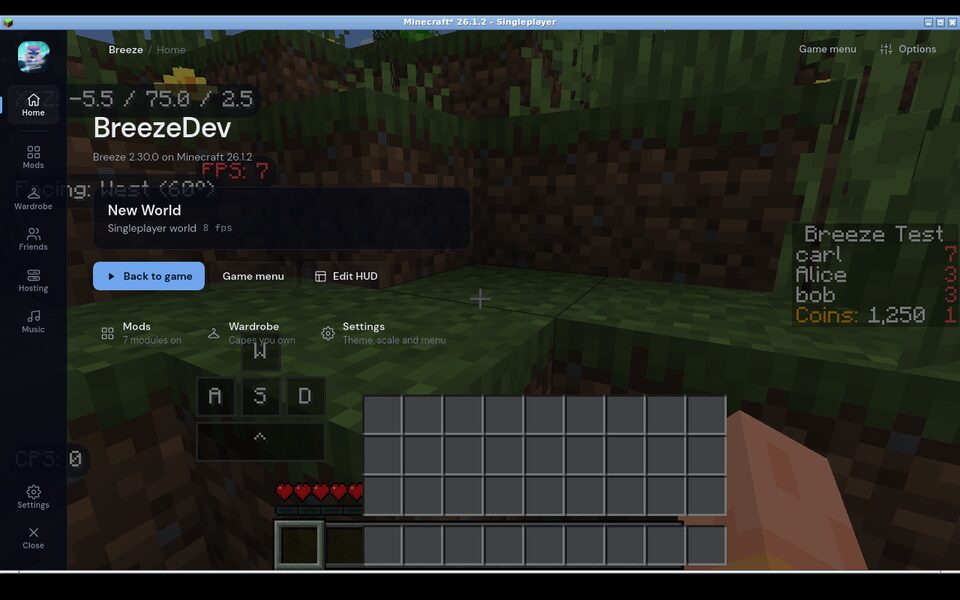 Minecraft* 26.1.2 - Singleplayer
Breeze / Home
Game menu
Options
-5.5 / 75.0 / 2.5
Home
BreezeDev
Breeze 2.30.0 on Minecraft 26.1.2
FPS: 7
Mods
Facing: West (60°)
Wardrobe
New World
Singleplayer world 8 fps
Friends
Breeze Test
carl 7
Alice 3
bob 3
Coins: 1,250 1
Back to game
Game menu
Edit HUD
Hosting
Music
Mods
7 modules on
Wardrobe
Capes you own
Settings
Theme, scale and menu
W
A S D
^
CPS: 0
Settings
Close